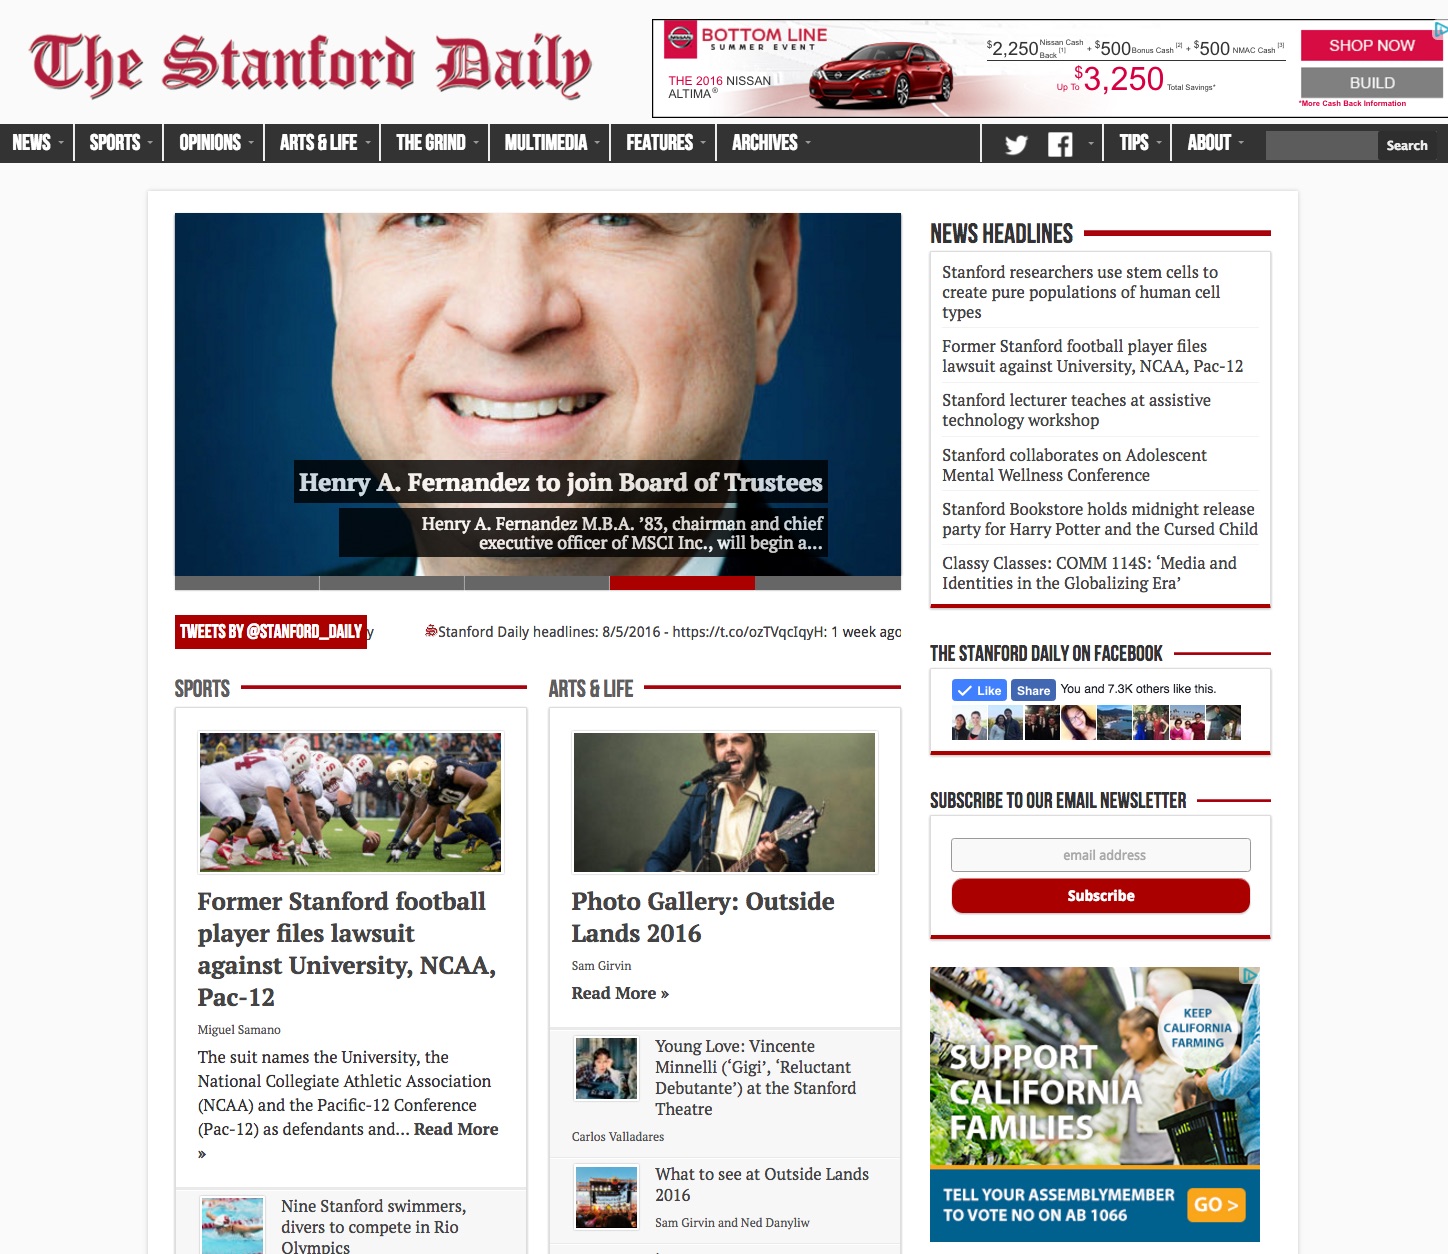 The Stanford Daily
BOTTOM LINE
SUMMER EVENT
THE 2016 NISSAN
ALTIMA®
$2,250 Nissan Cash Back [1] + $500 Bonus Cash [2] + $500 NMAC Cash [3]
Up To $3,250 Total Savings*
SHOP NOW
BUILD
*More Cash Back Information
NEWS SPORTS OPINIONS ARTS & LIFE THE GRIND MULTIMEDIA FEATURES ARCHIVES TIPS ABOUT Search
Henry A. Fernandez to join Board of Trustees
Henry A. Fernandez M.B.A. ’83, chairman and chief
executive officer of MSCI Inc., will begin a...
TWEETS BY @STANFORD_DAILY y Stanford Daily headlines: 8/5/2016 - https://t.co/ozTVqcIqyH: 1 week ago
SPORTS
14
Former Stanford football
player files lawsuit
against University, NCAA,
Pac-12
Miguel Samano
The suit names the University, the
National Collegiate Athletic Association
(NCAA) and the Pacific-12 Conference
(Pac-12) as defendants and... Read More
»
Nine Stanford swimmers,
divers to compete in Rio
Olympics
ARTS & LIFE
Photo Gallery: Outside
Lands 2016
Sam Girvin
Read More »
Young Love: Vincente
Minnelli (‘Gigi’, ‘Reluctant
Debutante’) at the Stanford
Theatre
Carlos Valladares
What to see at Outside Lands
2016
Sam Girvin and Ned Danyliw
NEWS HEADLINES
Stanford researchers use stem cells to
create pure populations of human cell
types
Former Stanford football player files
lawsuit against University, NCAA, Pac-12
Stanford lecturer teaches at assistive
technology workshop
Stanford collaborates on Adolescent
Mental Wellness Conference
Stanford Bookstore holds midnight release
party for Harry Potter and the Cursed Child
Classy Classes: COMM 114S: ‘Media and
Identities in the Globalizing Era’
THE STANFORD DAILY ON FACEBOOK
Like Share You and 7.3K others like this.
SUBSCRIBE TO OUR EMAIL NEWSLETTER
email address
Subscribe
KEEP
CALIFORNIA
FARMING
SUPPORT
CALIFORNIA
FAMILIES
TELL YOUR ASSEMBLYMEMBER
TO VOTE NO ON AB 1066
GO >